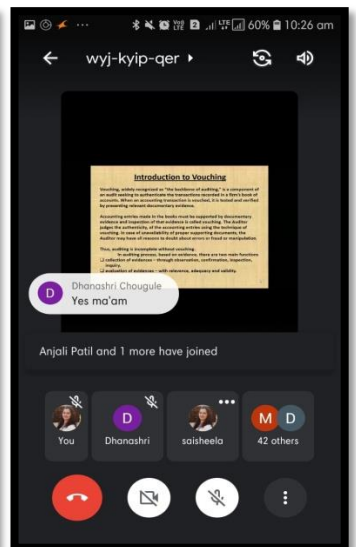 60% 10:26 am
wyj-kyip-qer
Introduction to Vouching
Vouching, widely recognized as "the backbone of auditing," is a component of
an audit seeking to authenticate the transactions recorded in a firm's book of
accounts. When an accounting transaction is vouched, it is tested and verified
by presenting relevant documentary evidence.
Accounting entries made in the books must be supported by documentary
evidence and inspection of that evidence is called vouching. The Auditor
judges the authenticity, of the accounting entries using the technique of
vouching. In case of unavailability of proper supporting documents, the
Auditor may have all reasons to doubt about errors or fraud or manipulation.
Thus, auditing is incomplete without vouching.
In auditing process, based on evidence, there are two main functions
collection of evidences – through observation, confirmation, inspection,
inquiry.
evaluation of evidences – with relevance, adequacy and validity.
D
Dhanashri Chougule
Yes ma'am
Anjali Patil and 1 more have joined
D
M D
You Dhanashri saisheela 42 others